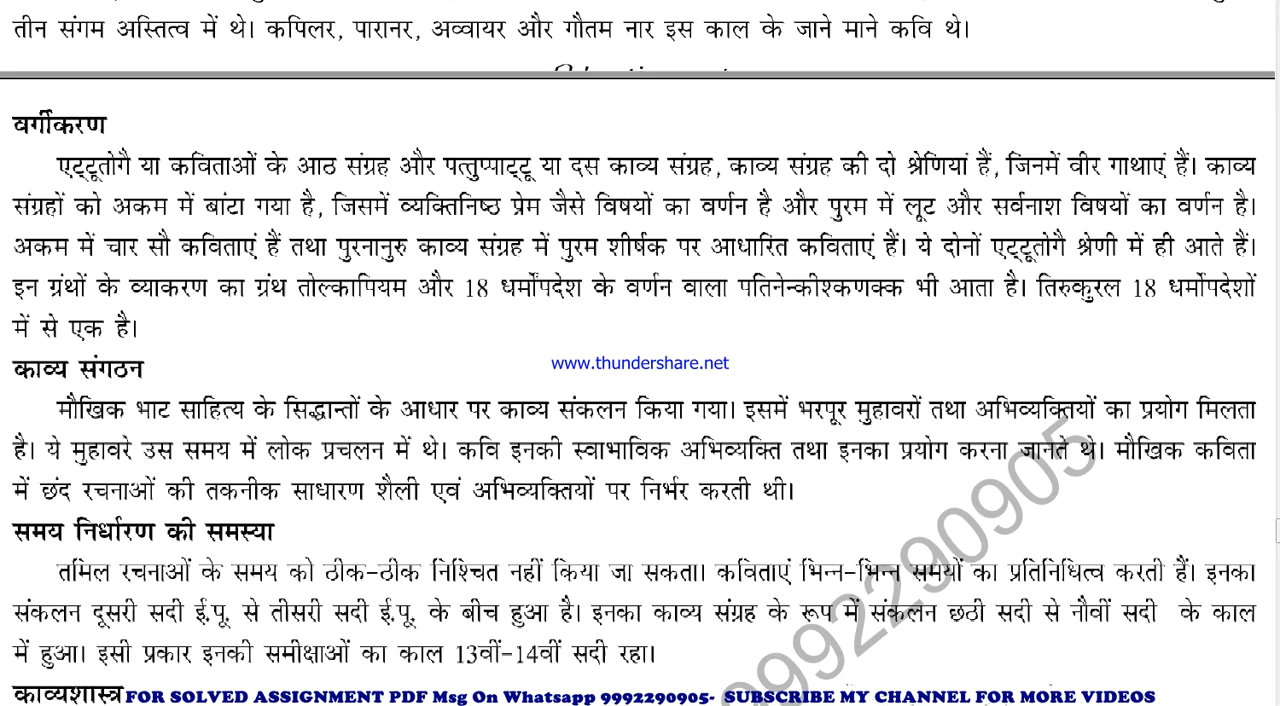 तीन संगम अस्तित्व में थे। कपिलर, पारानर, अव्वायर और गौतम नार इस काल के जाने माने कवि थे।
वर्गीकरण
एट्टूतोगै या कविताओं के आठ संग्रह और पत्तुप्पाट्टू या दस काव्य संग्रह, काव्य संग्रह की दो श्रेणियां हैं, जिनमें वीर गाथाएं हैं। काव्य
संग्रहों को अकम में बांटा गया है, जिसमें व्यक्तिनिष्ठ प्रेम जैसे विषयों का वर्णन है और पुरम में लूट और सर्वनाश विषयों का वर्णन है।
अकम में चार सौ कविताएं हैं तथा पुरनानुरु काव्य संग्रह में पुरम शीर्षक पर आधारित कविताएं हैं। ये दोनों एट्टूतोगै श्रेणी में ही आते हैं।
इन ग्रंथों के व्याकरण का ग्रंथ तोल्कापियम और 18 धर्मोंपदेश के वर्णन वाला पतिनेन्कीश्कणक्क भी आता है। तिरुकुरल 18 धर्मोपदेशों
में से एक है।
काव्य संगठन
www.thundershare.net
मौखिक भाट साहित्य के सिद्धान्तों के आधार पर काव्य संकलन किया गया। इसमें भरपूर मुहावरों तथा अभिव्यक्तियों का प्रयोग मिलता
है। ये मुहावरे उस समय में लोक प्रचलन में थे। कवि इनकी स्वाभाविक अभिव्यक्ति तथा इनका प्रयोग करना जानते थे। मौखिक कविता
में छंद रचनाओं की तकनीक साधारण शैली एवं अभिव्यक्तियों पर निर्भर करती थी।
समय निर्धारण की समस्या
तमिल रचनाओं के समय को ठीक-ठीक निश्चित नहीं किया जा सकता। कविताएं भिन्न-भिन्न समयों का प्रतिनिधित्व करती हैं। इनका
संकलन दूसरी सदी ई.पू. से तीसरी सदी ई.पू. के बीच हुआ है। इनका काव्य संग्रह के रूप में संकलन छठी सदी से नौवीं सदी के काल
में हुआ। इसी प्रकार इनकी समीक्षाओं का काल 13वीं-14वीं सदी रहा।
9992290905
काव्यशास्त्र FOR SOLVED ASSIGNMENT PDF Msg On Whatsapp 9992290905- SUBSCRIBE MY CHANNEL FOR MORE VIDEOS